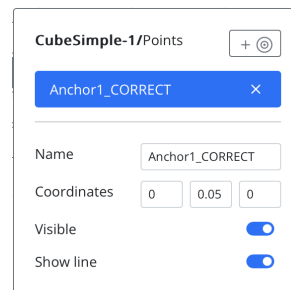 CubeSimple-1/Points
+
Anchor1_CORRECT ×
Name Anchor1_CORRECT
Coordinates 0 0.05 0
Visible
Show line